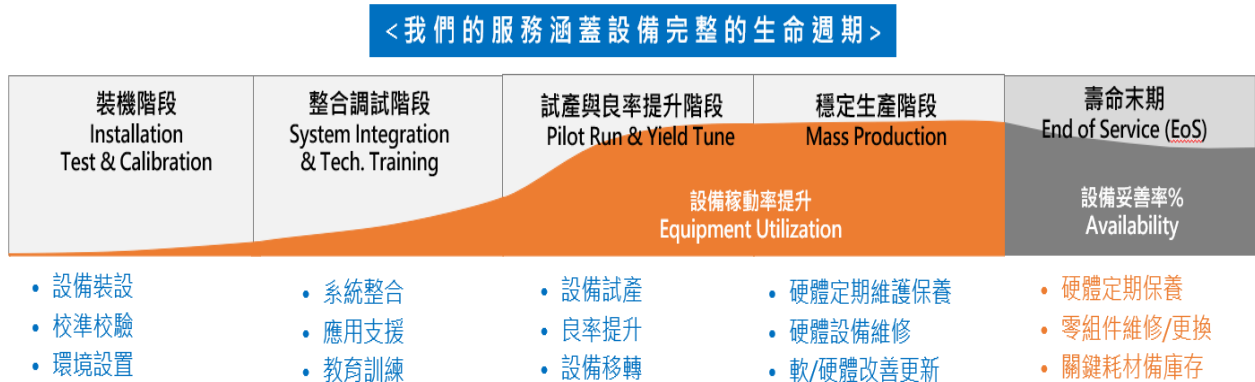 <我們的服務涵蓋設備完整的生命週期>
裝機階段
Installation
Test & Calibration
整合調試階段
System Integration
& Tech. Training
試產與良率提升階段
Pilot Run & Yield Tune
穩定生產階段
Mass Production
壽命末期
End of Service (EoS)
設備稼動率提升
Equipment Utilization
設備妥善率%
Availability
• 設備裝設
• 校準校驗
• 環境設置
• 系統整合
• 應用支援
• 教育訓練
• 設備試產
• 良率提升
• 設備移轉
• 硬體定期維護保養
• 硬體設備維修
• 軟/硬體改善更新
• 硬體定期保養
• 零組件維修/更換
• 關鍵耗材備庫存